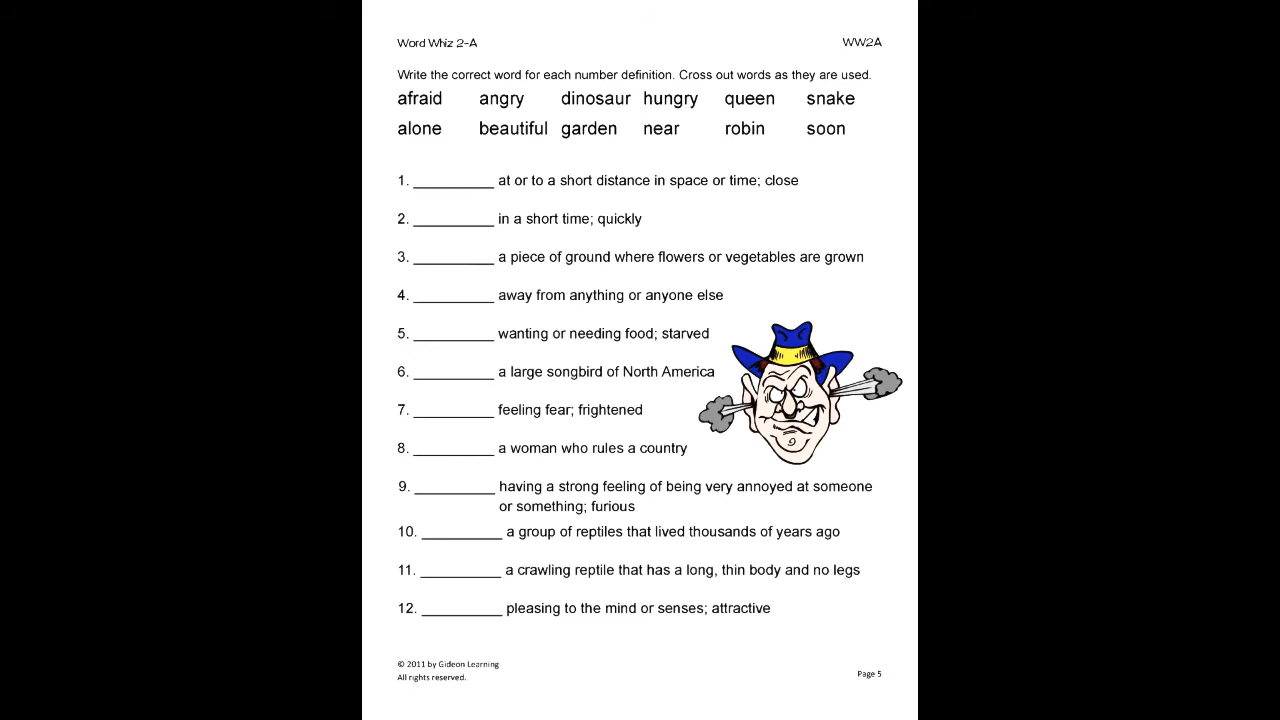 Word Whiz 2-A WW2A
Write the correct word for each number definition. Cross out words as they are used.
afraid angry dinosaur hungry queen snake
alone beautiful garden near robin soon
1. __________ at or to a short distance in space or time; close
2. __________ in a short time; quickly
3. __________ a piece of ground where flowers or vegetables are grown
4. __________ away from anything or anyone else
5. __________ wanting or needing food; starved
6. __________ a large songbird of North America
7. __________ feeling fear; frightened
8. __________ a woman who rules a country
9. __________ having a strong feeling of being very annoyed at someone
or something; furious
10. __________ a group of reptiles that lived thousands of years ago
11. __________ a crawling reptile that has a long, thin body and no legs
12. __________ pleasing to the mind or senses; attractive
© 2011 by Gideon Learning
All rights reserved.
Page 5